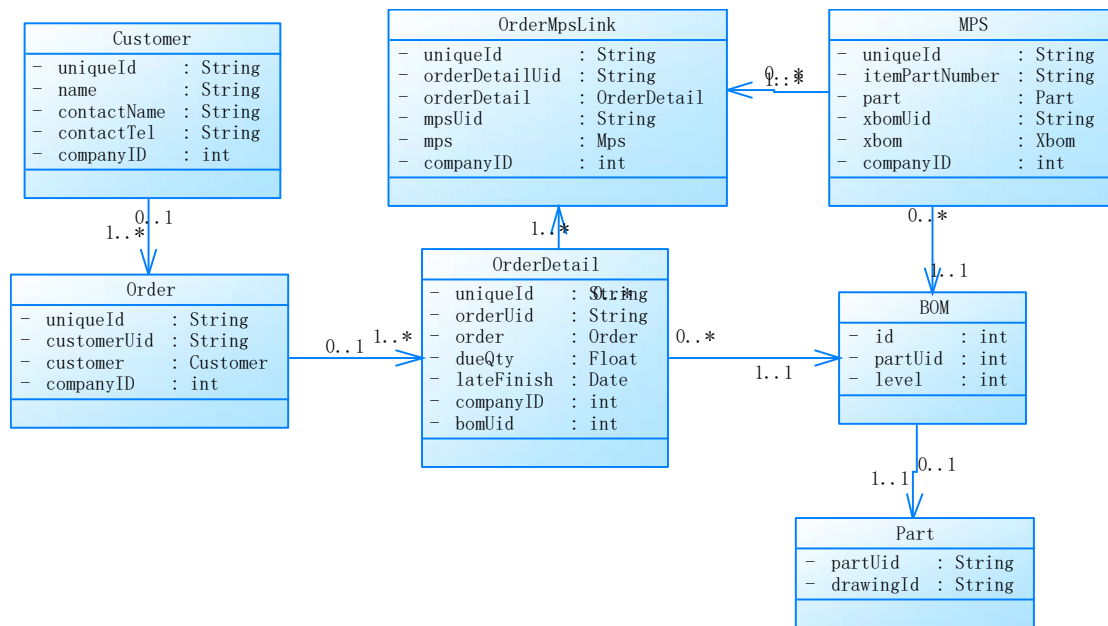 Customer
- uniqueId : String
- name : String
- contactName : String
- contactTel : String
- companyID : int
OrderMpsLink
- uniqueId : String
- orderDetailUid : String
- orderDetail : OrderDetail
- mpsUid : String
- mps : Mps
- companyID : int
MPS
- uniqueId : String
- itemPartNumber : String
- part : Part
- xbomUid : String
- xbom : Xbom
- companyID : int
0..1
1..*
1..*
0..*
1..1
Order
- uniqueId : String
- customerUid : String
- customer : Customer
- companyID : int
0..1
1..*
OrderDetail
- uniqueId : String
- orderUid : String
- order : Order
- dueQty : Float
- lateFinish : Date
- companyID : int
- bomUid : int
0..*
0..*
1..1
BOM
- id : int
- partUid : int
- level : int
0..1
1..1
Part
- partUid : String
- drawingId : String